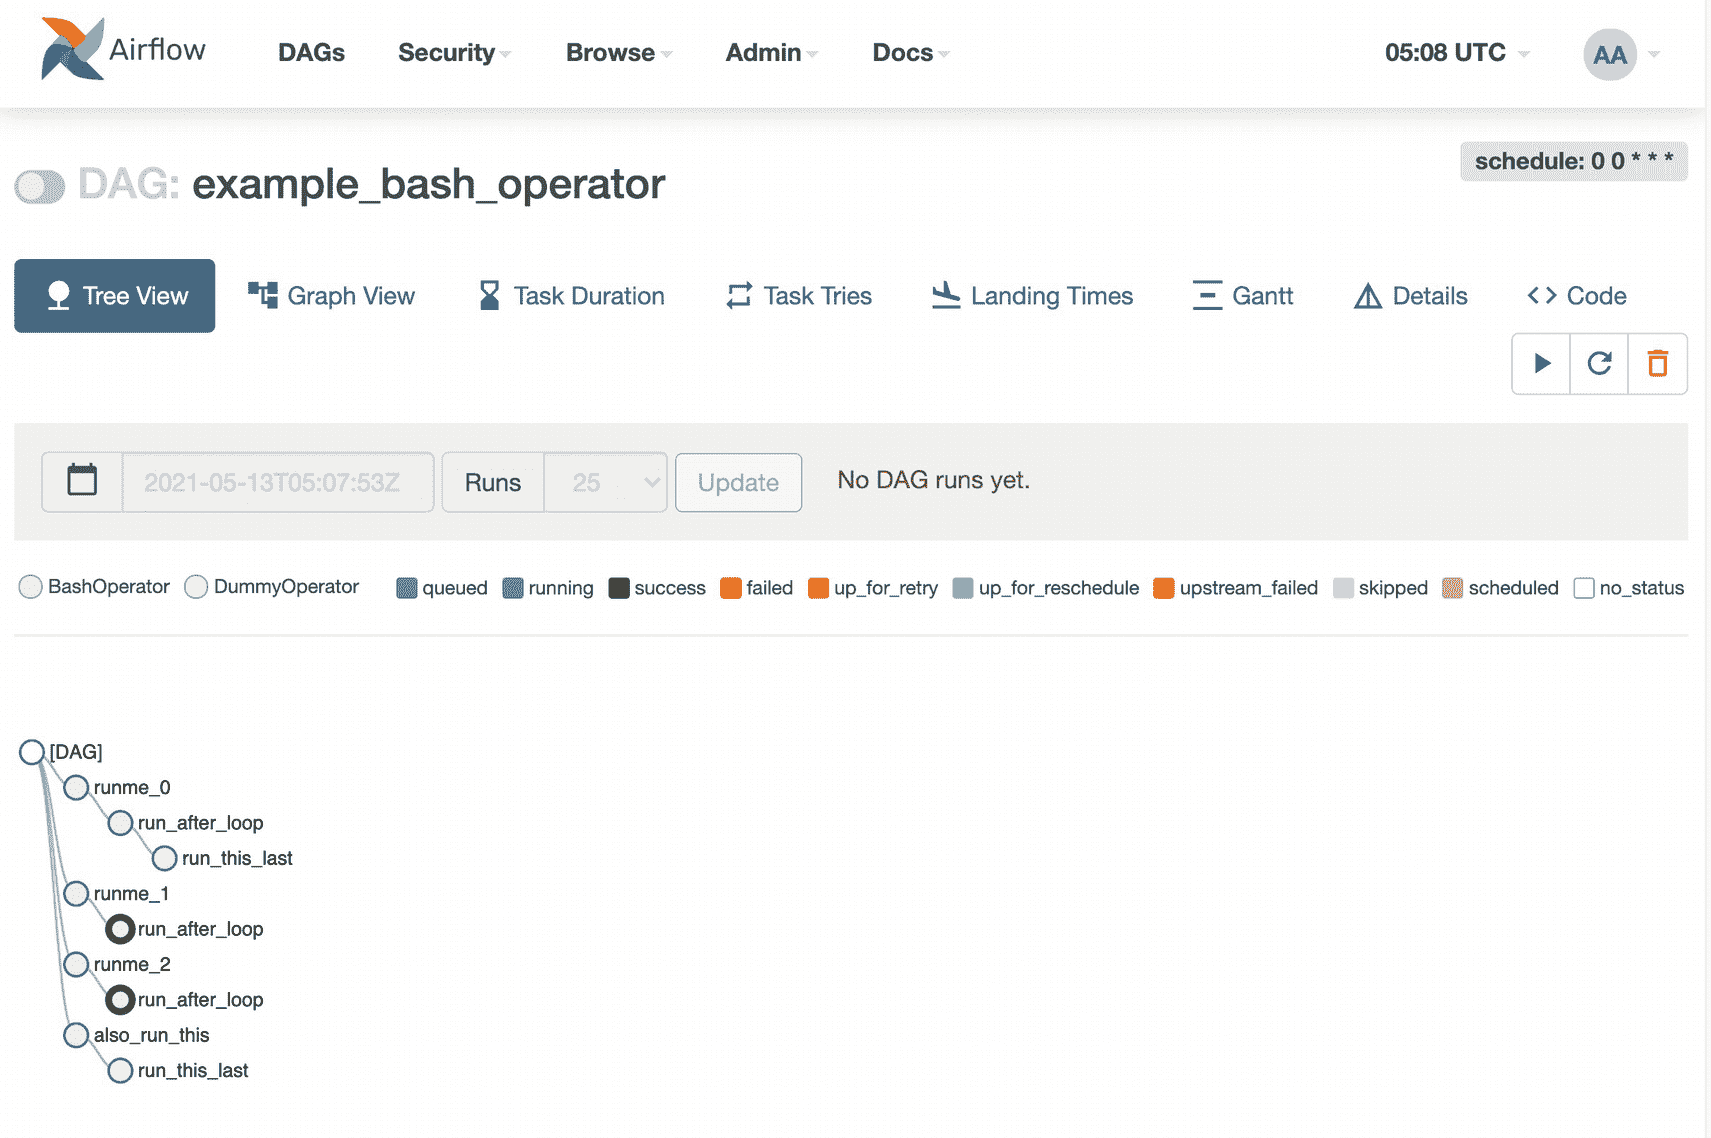 Airflow DAGs Security Browse Admin Docs 05:08 UTC AA
schedule: 0 0 * * *
DAG: example_bash_operator
Tree View Graph View Task Duration Task Tries Landing Times Gantt Details <> Code
2021-05-13T05:07:53Z Runs 25 Update No DAG runs yet.
BashOperator DummyOperator queued running success failed up_for_retry up_for_reschedule upstream_failed skipped scheduled no_status
[DAG]
runme_0
run_after_loop
run_this_last
runme_1
run_after_loop
runme_2
run_after_loop
also_run_this
run_this_last